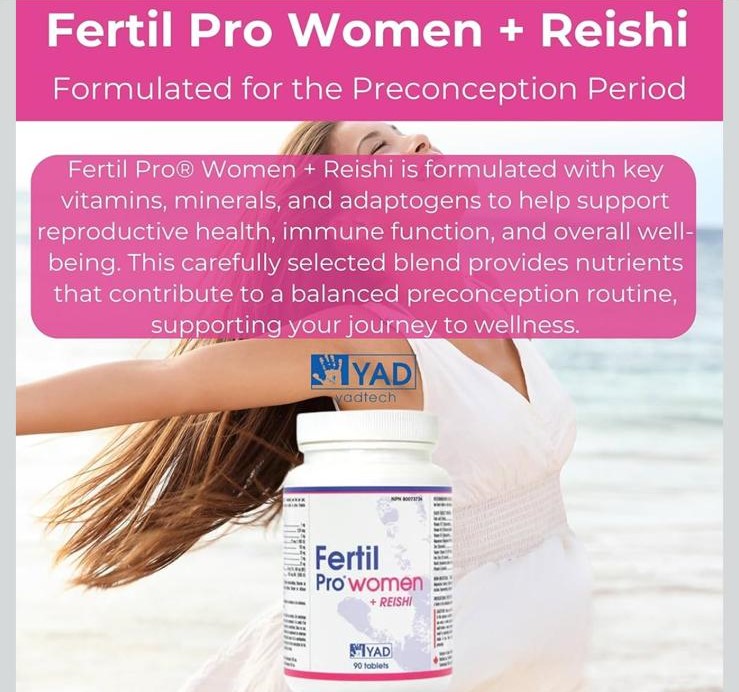 Fertil Pro Women + Reishi
Formulated for the Preconception Period
Fertil Pro® Women + Reishi is formulated with key
vitamins, minerals, and adaptogens to help support
reproductive health, immune function, and overall well-
being. This carefully selected blend provides nutrients
that contribute to a balanced preconception routine,
supporting your journey to wellness.
YAD
yadtech
Fertil
Pro® women
+ REISHI
YAD
90 tablets